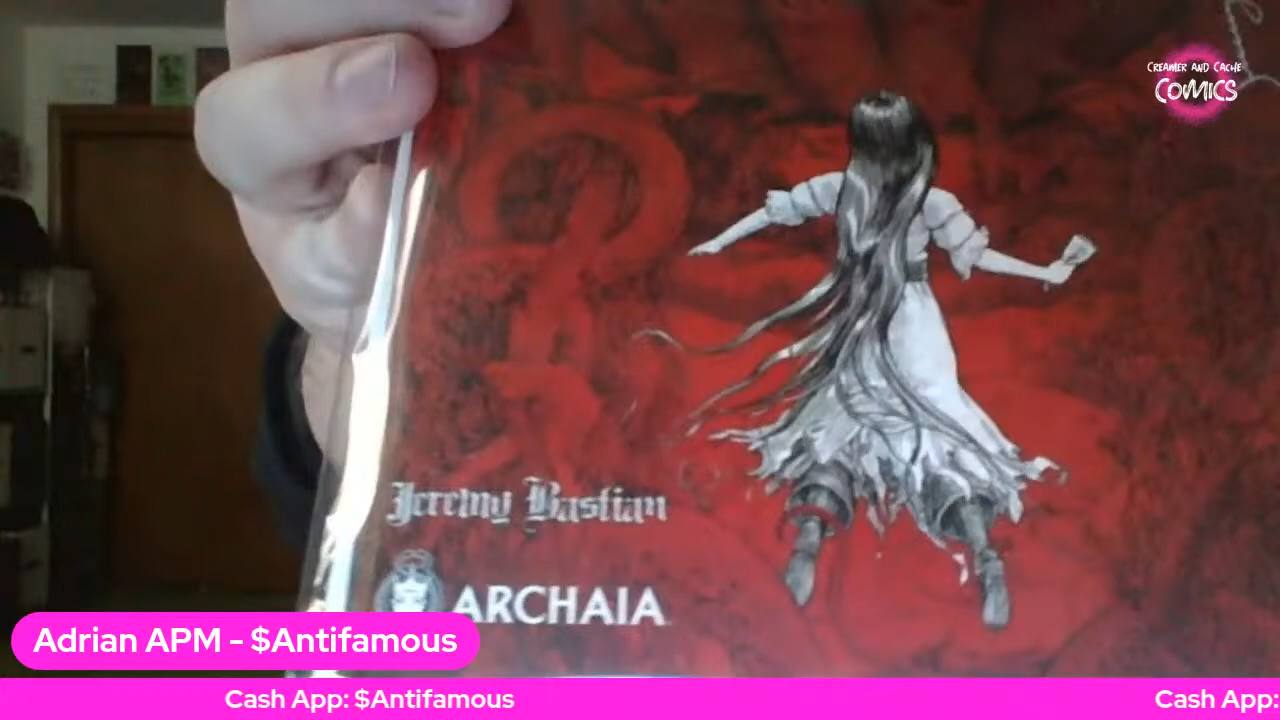 CREAMER AND CACHE
COMICS
Jeremy Bastian
ARCHAIA
Adrian APM - $Antifamous
Cash App: $Antifamous
Cash App: